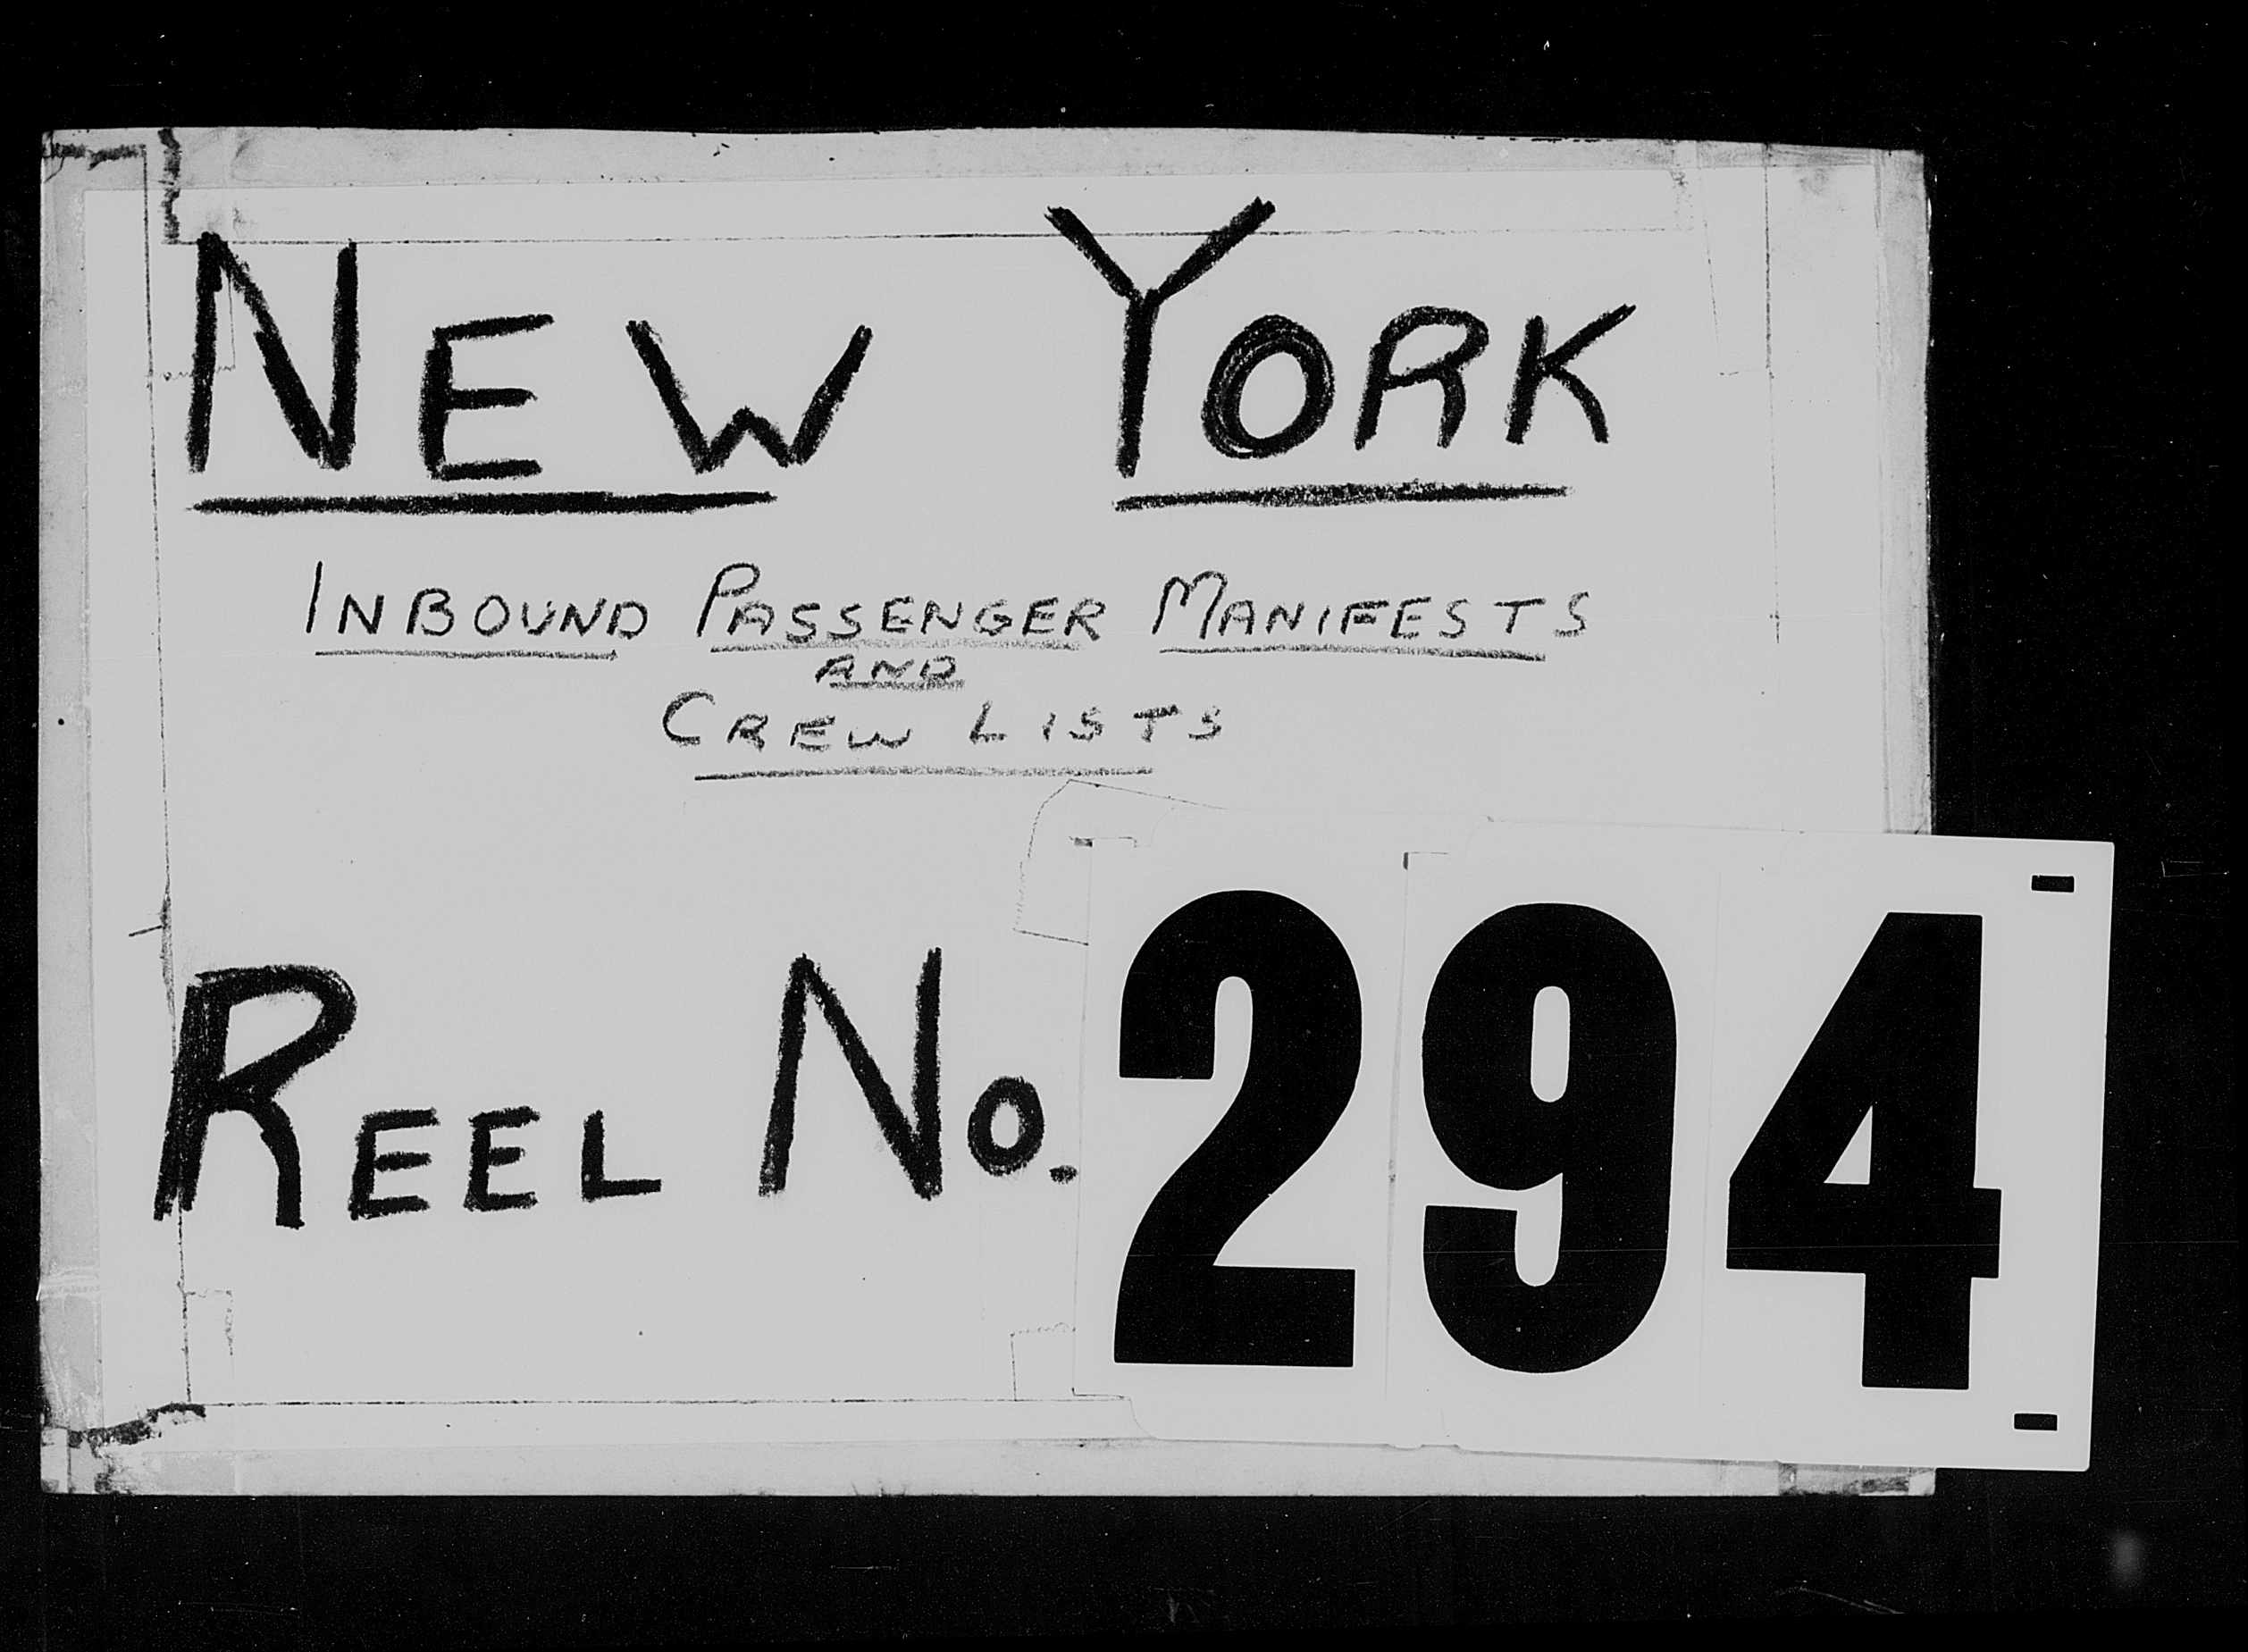 NEW YORK
INBOUND PASSENGER MANIFESTS
AND
CREW LISTS
REEL NO. 294